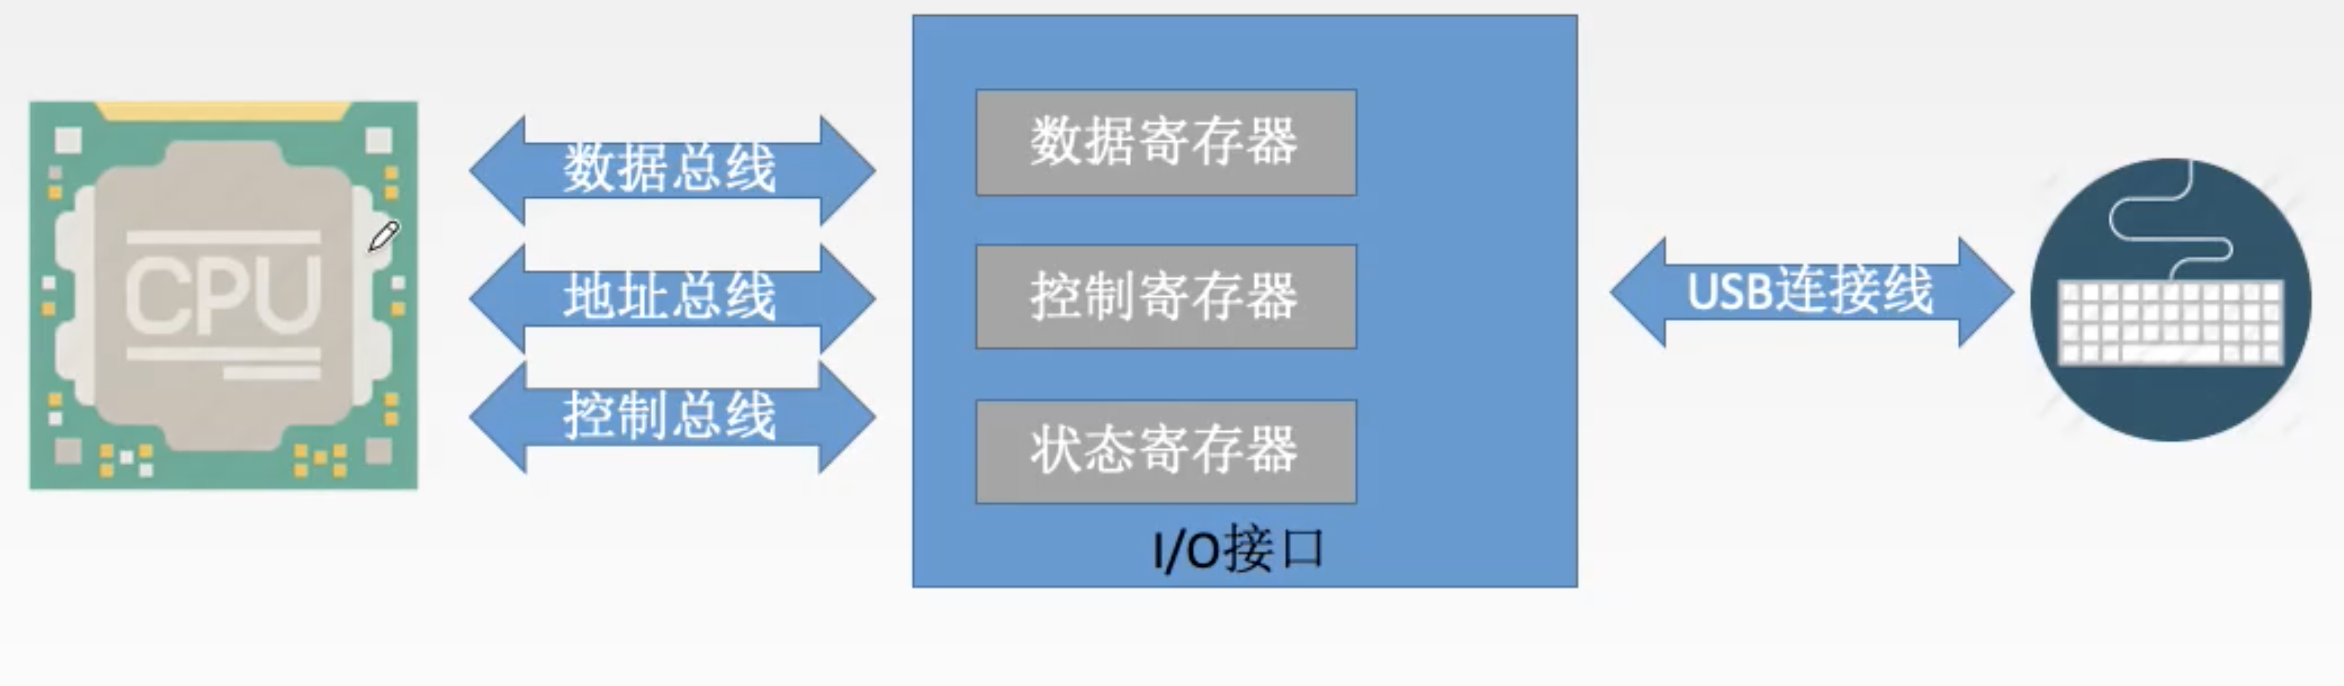 CPU
数据总线
地址总线
控制总线
数据寄存器
控制寄存器
状态寄存器
I/O接口
USB连接线